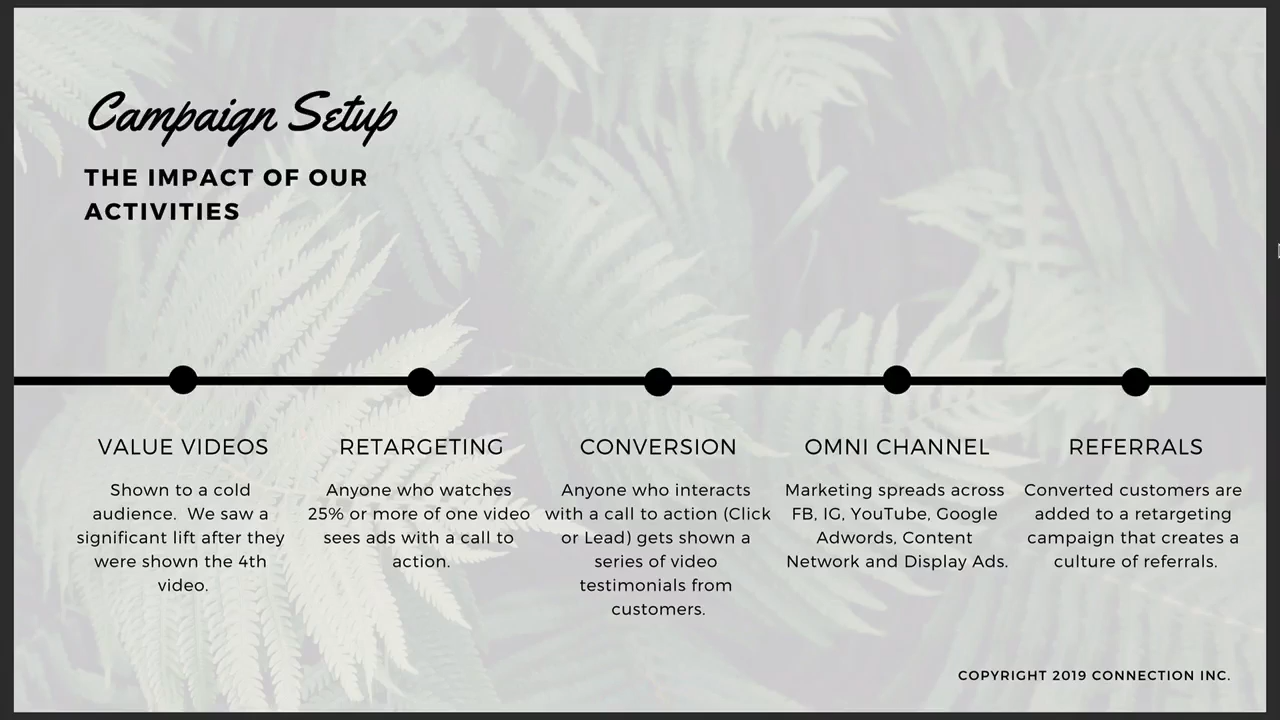 Campaign Setup
THE IMPACT OF OUR
ACTIVITIES
VALUE VIDEOS
Shown to a cold
audience.  We saw a
significant lift after they
were shown the 4th
video.
RETARGETING
Anyone who watches
25% or more of one video
sees ads with a call to
action.
CONVERSION
Anyone who interacts
with a call to action (Click
or Lead) gets shown a
series of video
testimonials from
customers.
OMNI CHANNEL
Marketing spreads across
FB, IG, YouTube, Google
Adwords, Content
Network and Display Ads.
REFERRALS
Converted customers are
added to a retargeting
campaign that creates a
culture of referrals.
COPYRIGHT 2019 CONNECTION INC.